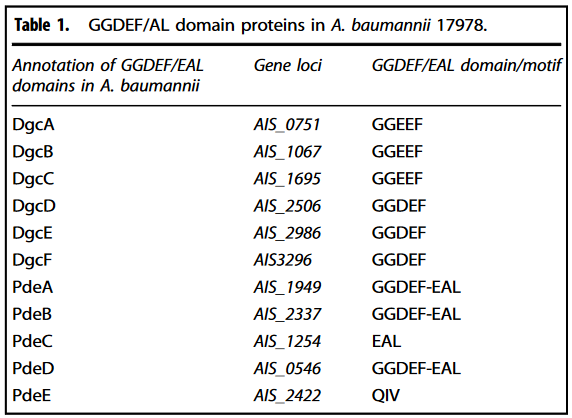 Table 1. GGDEF/AL domain proteins in A. baumannii 17978.
Annotation of GGDEF/EAL domains in A. baumannii Gene loci GGDEF/EAL domain/motif
DgcA AIS_0751 GGEEF
DgcB AIS_1067 GGEEF
DgcC AIS_1695 GGEEF
DgcD AIS_2506 GGDEF
DgcE AIS_2986 GGDEF
DgcF AIS3296 GGDEF
PdeA AIS_1949 GGDEF-EAL
PdeB AIS_2337 GGDEF-EAL
PdeC AIS_1254 EAL
PdeD AIS_0546 GGDEF-EAL
PdeE AIS_2422 QIV